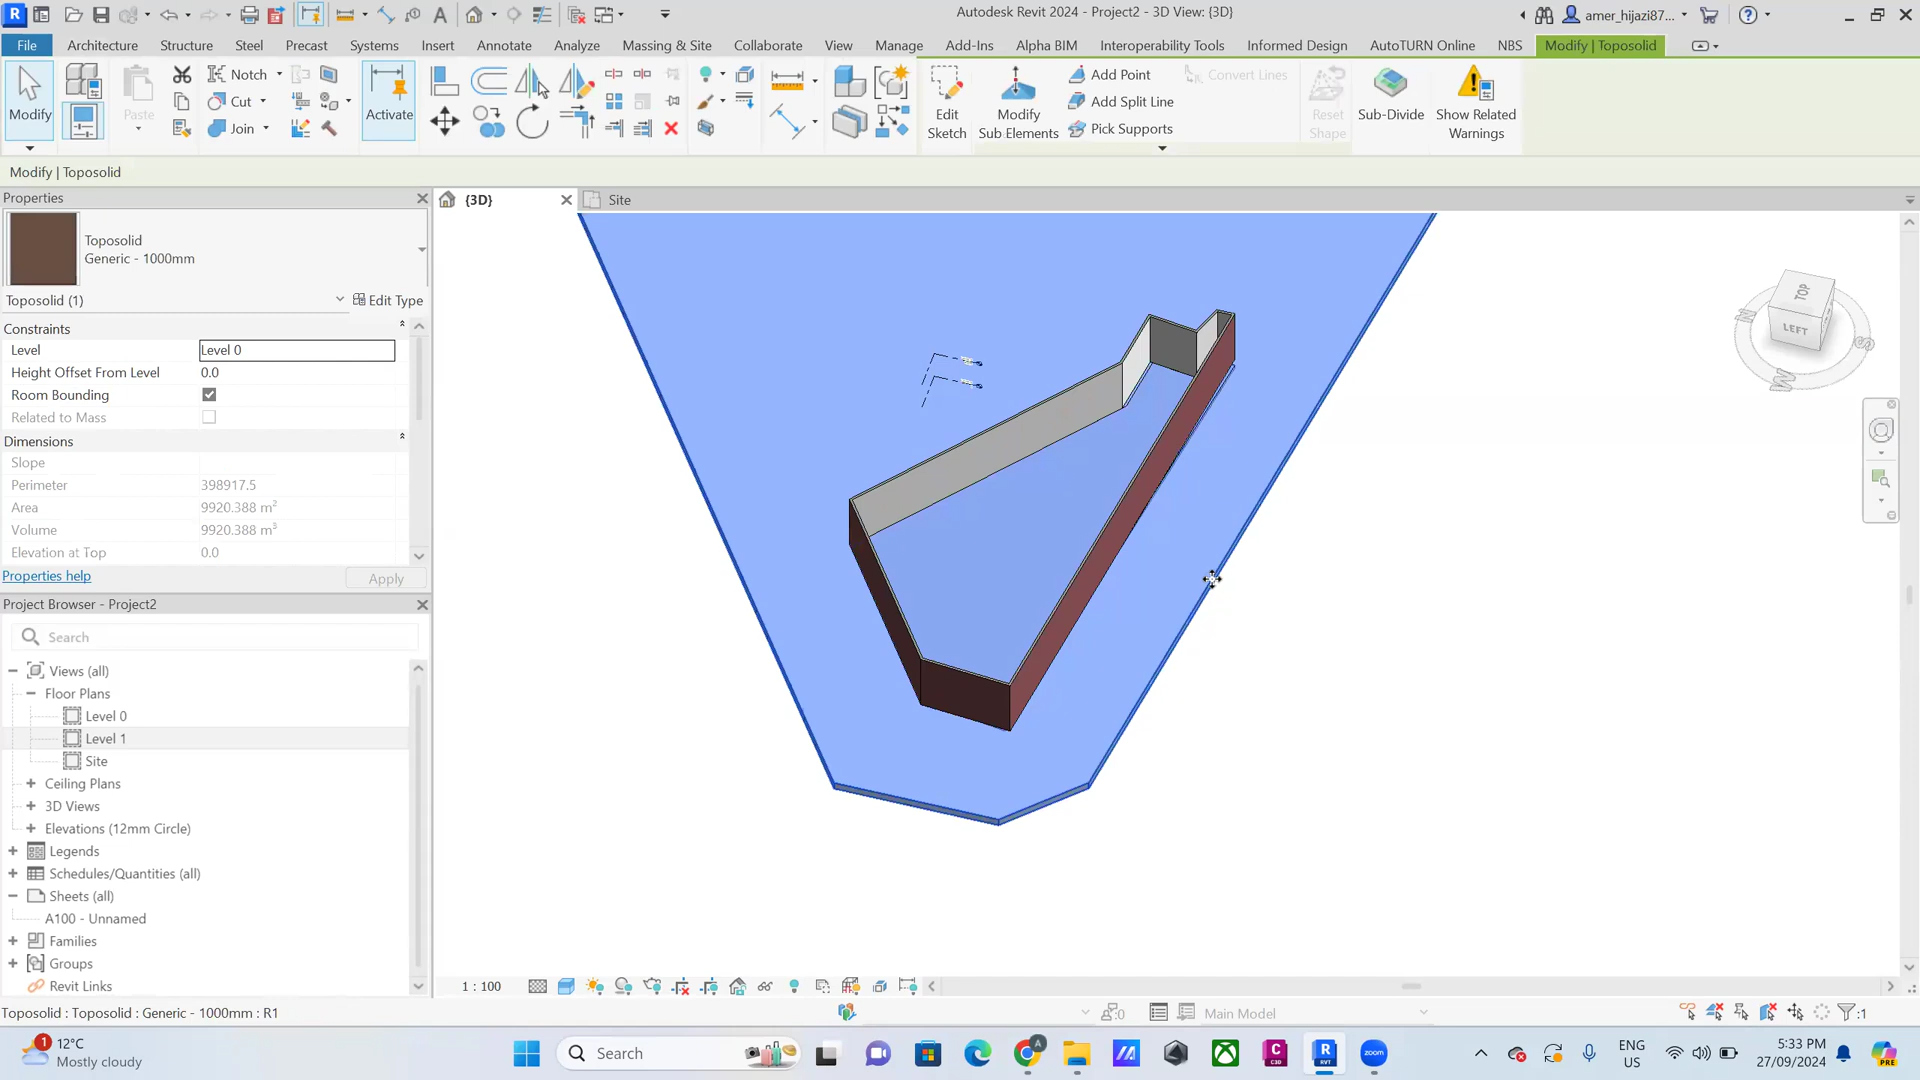 Autodesk Revit 2024 - Project2 - 3D View: {3D}
amer_hijazi87...
File Architecture Structure Steel Precast Systems Insert Annotate Analyze Massing & Site Collaborate View Manage Add-Ins Alpha BIM Interoperability Tools Informed Design AutoTURN Online NBS Modify | Toposolid
Modify
Paste
Notch
Cut
Join
Activate
Edit Sketch
Modify Sub Elements
Add Point
Add Split Line
Pick Supports
Convert Lines
Reset Shape
Sub-Divide
Show Related Warnings
Modify | Toposolid
Properties
{3D}
Site
Toposolid
Generic - 1000mm
Toposolid (1)
Edit Type
Constraints
Level Level 0
Height Offset From Level 0.0
Room Bounding
Related to Mass
Dimensions
Slope
Perimeter 398917.5
Area 9920.388 m²
Volume 9920.388 m³
Elevation at Top 0.0
Properties help
Apply
Project Browser - Project2
Search
Views (all)
Floor Plans
Level 0
Level 1
Site
Ceiling Plans
3D Views
Elevations (12mm Circle)
Legends
Schedules/Quantities (all)
Sheets (all)
A100 - Unnamed
Families
Groups
Revit Links
TOP
LEFT
N
S
W
1 : 100
Toposolid : Toposolid : Generic - 1000mm : R1
:0
Main Model
:1
1
12°C
Mostly cloudy
Search
A
C
C3D
R
RVT
zoom
ENG
US
5:33 PM
27/09/2024
PRE